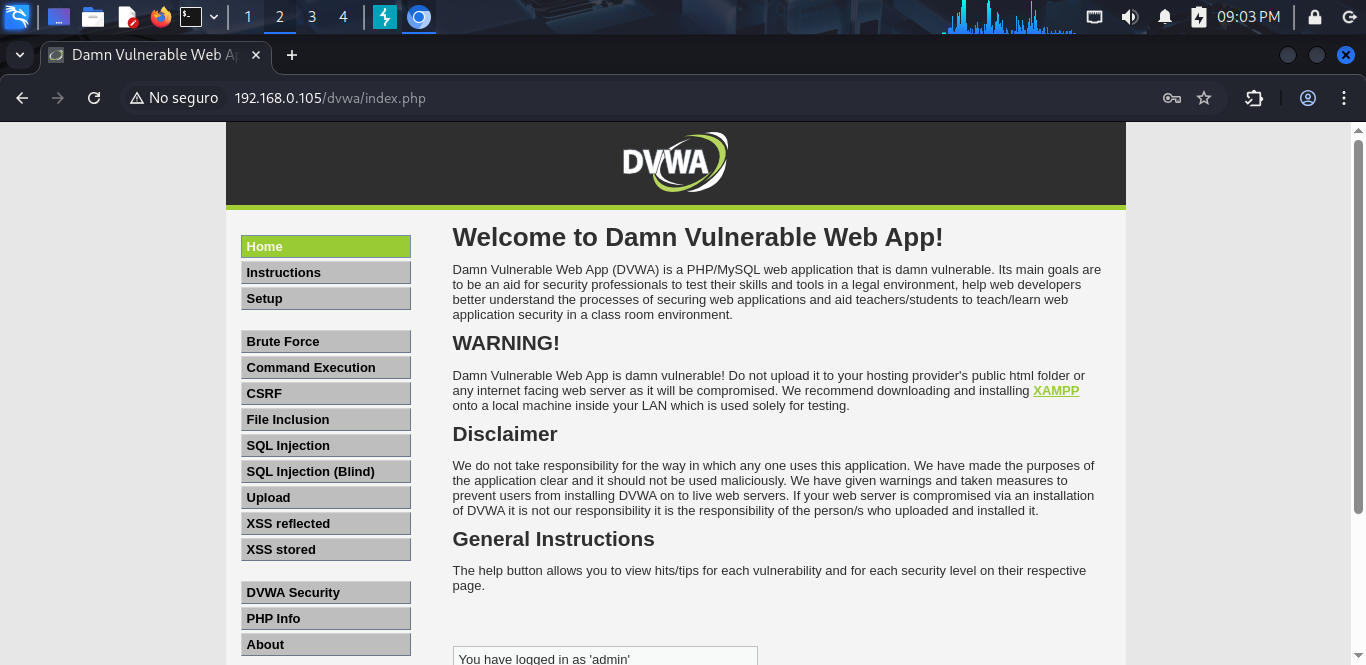 1 2 3 4 09:03 PM
Damn Vulnerable Web Ap
No seguro 192.168.0.105/dvwa/index.php
DVWA
Home
Instructions
Setup
Brute Force
Command Execution
CSRF
File Inclusion
SQL Injection
SQL Injection (Blind)
Upload
XSS reflected
XSS stored
DVWA Security
PHP Info
About
Welcome to Damn Vulnerable Web App!
Damn Vulnerable Web App (DVWA) is a PHP/MySQL web application that is damn vulnerable. Its main goals are
to be an aid for security professionals to test their skills and tools in a legal environment, help web developers
better understand the processes of securing web applications and aid teachers/students to teach/learn web
application security in a class room environment.
WARNING!
Damn Vulnerable Web App is damn vulnerable! Do not upload it to your hosting provider's public html folder or
any internet facing web server as it will be compromised. We recommend downloading and installing XAMPP
onto a local machine inside your LAN which is used solely for testing.
Disclaimer
We do not take responsibility for the way in which any one uses this application. We have made the purposes of
the application clear and it should not be used maliciously. We have given warnings and taken measures to
prevent users from installing DVWA on to live web servers. If your web server is compromised via an installation
of DVWA it is not our responsibility it is the responsibility of the person/s who uploaded and installed it.
General Instructions
The help button allows you to view hits/tips for each vulnerability and for each security level on their respective
page.
You have logged in as 'admin'